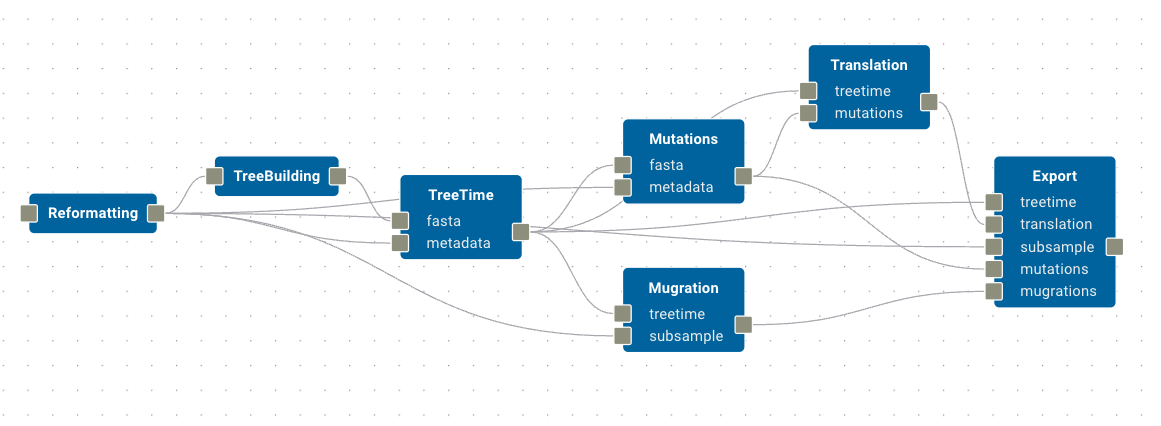 Reformatting
TreeBuilding
TreeTime
fasta
metadata
Mutations
fasta
metadata
Mugration
treetime
subsample
Translation
treetime
mutations
Export
treetime
translation
subsample
mutations
mugrations